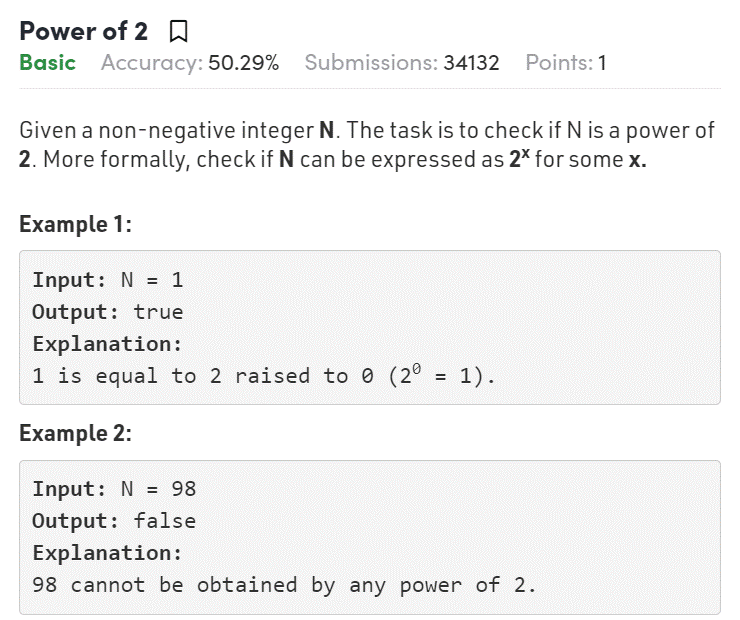 Power of 2
Basic Accuracy: 50.29% Submissions: 34132 Points: 1
Given a non-negative integer N. The task is to check if N is a power of
2. More formally, check if N can be expressed as 2ˣ for some x.
Example 1:
Input: N = 1
Output: true
Explanation:
1 is equal to 2 raised to 0 (2⁰ = 1).
Example 2:
Input: N = 98
Output: false
Explanation:
98 cannot be obtained by any power of 2.